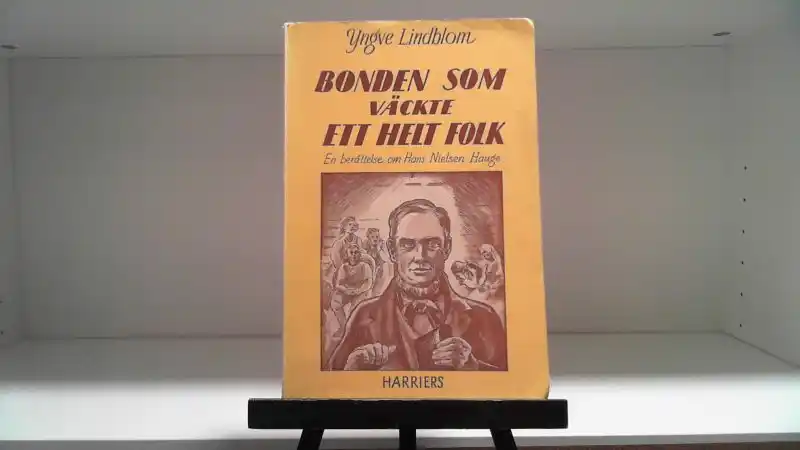 Yngve Lindblom
BONDEN SOM
VÄCKTE
ETT HELT FOLK
En berättelse om Hans Nielsen Hauge
HARRIERS